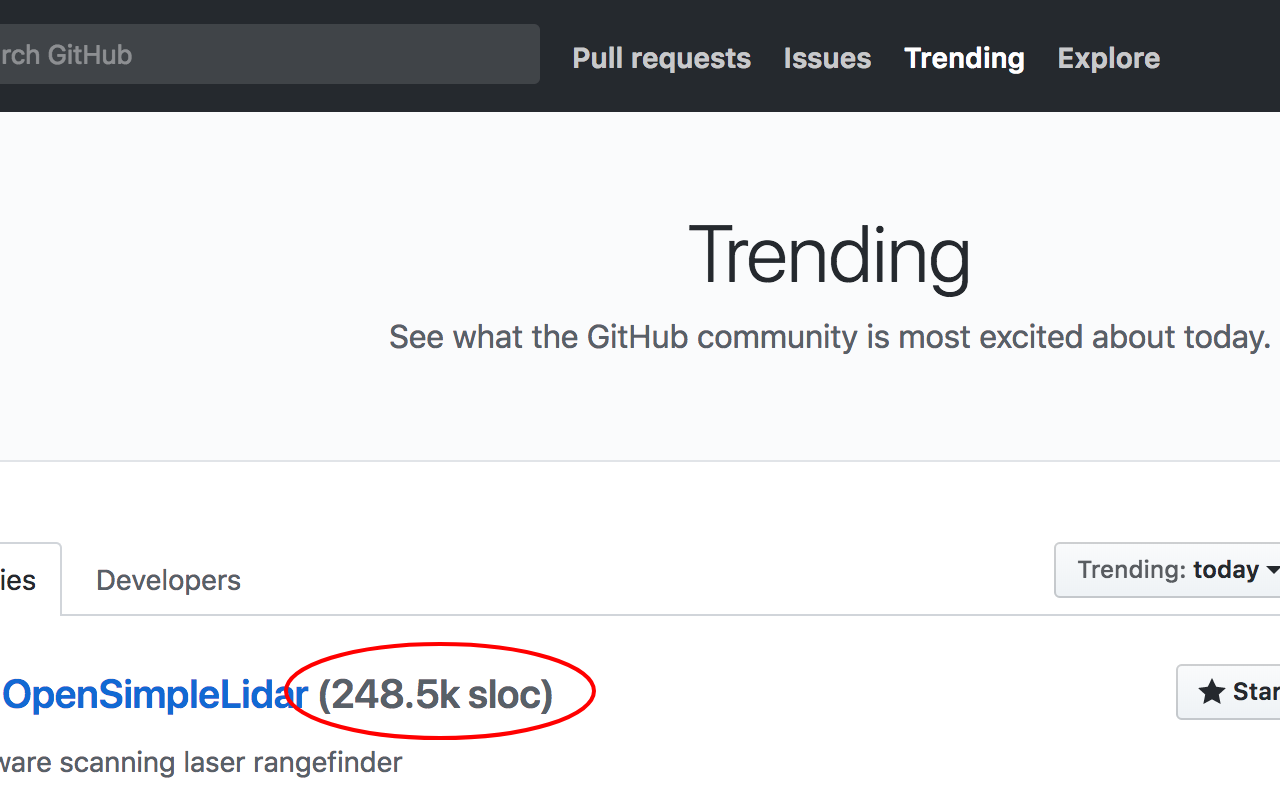 rch GitHub
Pull requests Issues Trending Explore
Trending
See what the GitHub community is most excited about today.
ies
Developers
Trending: today
OpenSimpleLidar (248.5k sloc)
Star
ware scanning laser rangefinder